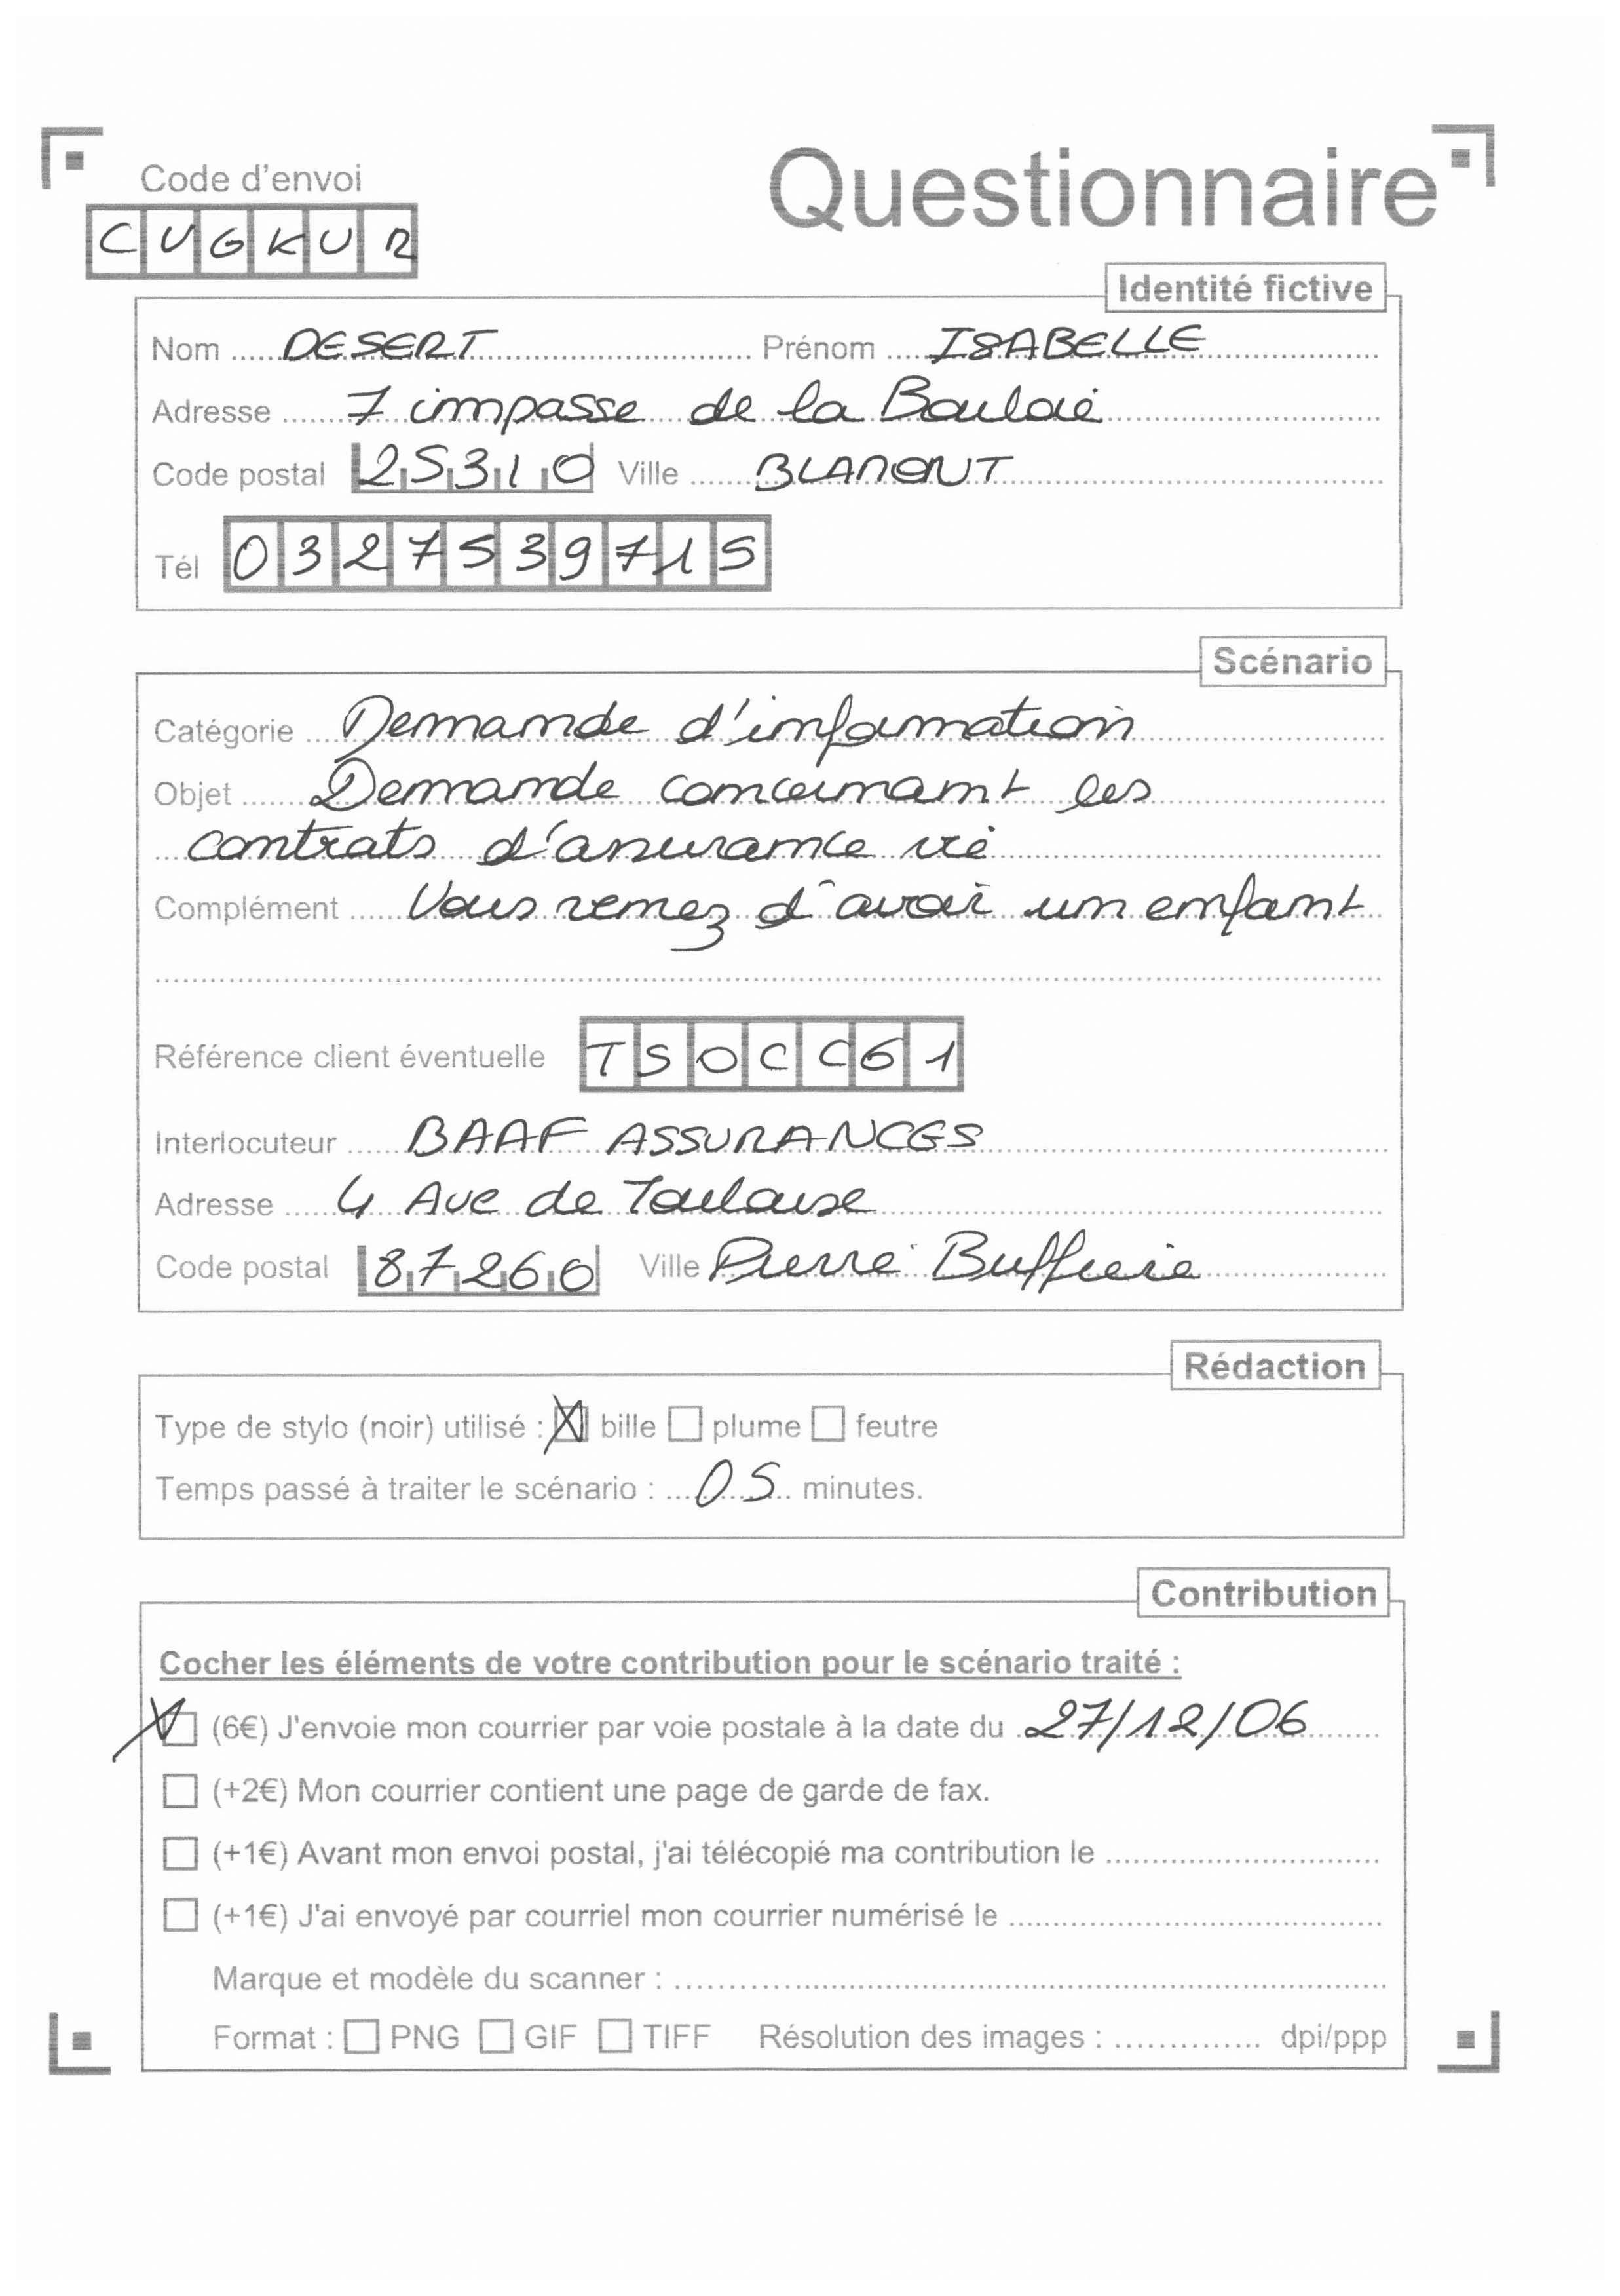 Code d'envoi
Questionnaire
CUGKUR
Identité fictive
Nom DESERT Prénom ISABELLE
Adresse 7 impasse de la Boulaie
Code postal 25310 Ville BLAMONT
Tél 0327539715
Scénario
Catégorie Demande d'information
Objet Demande concernant les
contrats d'assurance vie
Complément Vous venez d'avoir un enfant
Référence client éventuelle TSOCC61
Interlocuteur BAAF ASSURANCES
Adresse 4 Ave de Toulouse
Code postal 87260 Ville Pierre Buffiere
Rédaction
Type de stylo (noir) utilisé : bille plume feutre
Temps passé à traiter le scénario : 05 minutes.
Contribution
Cocher les éléments de votre contribution pour le scénario traité :
(6€) J'envoie mon courrier par voie postale à la date du 27/12/06
(+2€) Mon courrier contient une page de garde de fax.
(+1€) Avant mon envoi postal, j'ai télécopié ma contribution le
(+1€) J'ai envoyé par courriel mon courrier numérisé le
Marque et modèle du scanner :
Format : PNG GIF TIFF Résolution des images : dpi/ppp